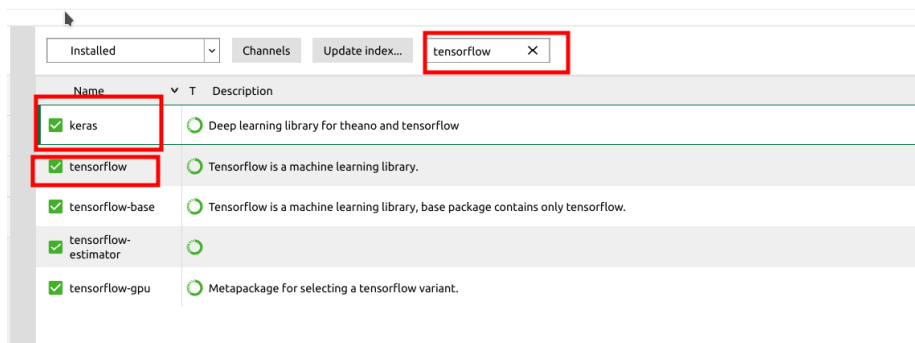 Installed
Channels
Update index...
tensorflow
Name
T
Description
keras
Deep learning library for theano and tensorflow
tensorflow
Tensorflow is a machine learning library.
tensorflow-base
Tensorflow is a machine learning library, base package contains only tensorflow.
tensorflow-
estimator
tensorflow-gpu
Metapackage for selecting a tensorflow variant.